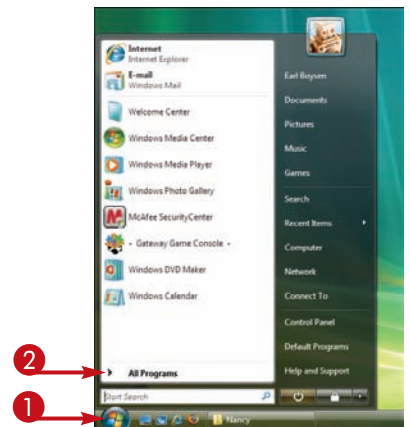 Internet
Internet Explorer
E-mail
Windows Mail
Welcome Center
Windows Media Center
Windows Media Player
Windows Photo Gallery
McAfee SecurityCenter
- Gateway Game Console -
Windows DVD Maker
Windows Calendar
All Programs
Start Search
Earl Boysen
Documents
Pictures
Music
Games
Search
Recent Items
Computer
Network
Connect To
Control Panel
Default Programs
Help and Support
Nancy
2
1